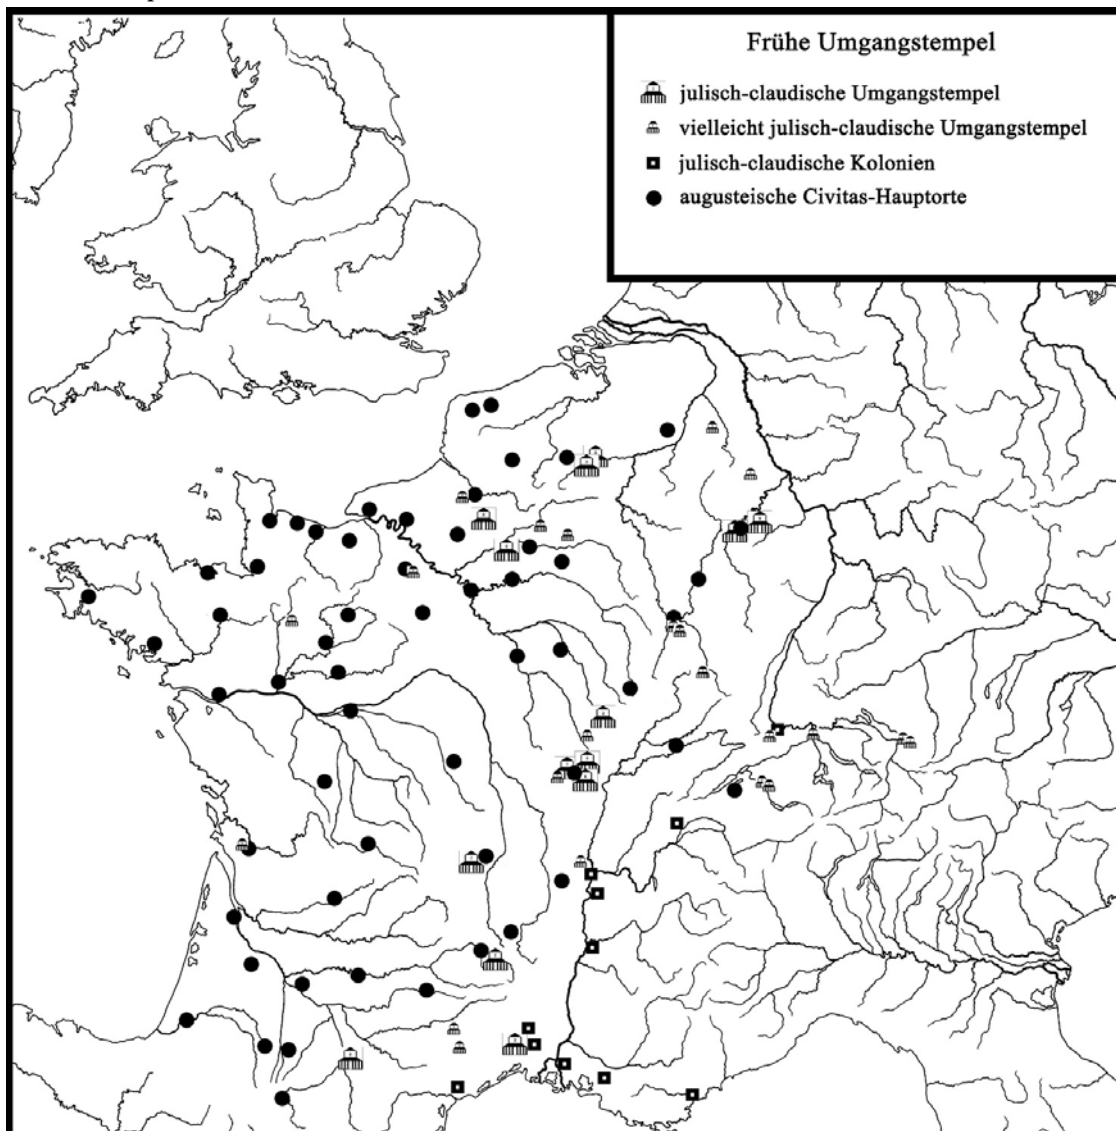 Frühe Umgangstempel
julisch-claudische Umgangstempel
vielleicht julisch-claudische Umgangstempel
julisch-claudische Kolonien
augusteische Civitas-Hauptorte